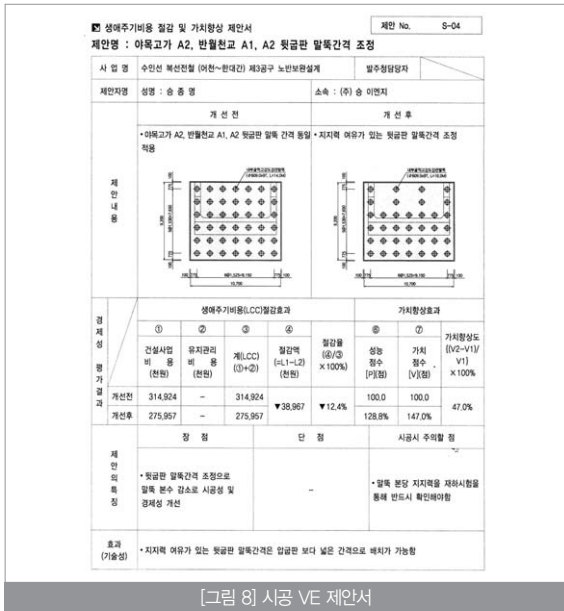 생애주기비용 절감 및 가치향상 제안서
제안 No. S-04
제안명 : 야목고가 A2, 반월천교 A1, A2 뒷굽판 말뚝간격 조정
사 업 명 수인선 복선전철 (어천~한대간) 제3공구 노반보완설계 발주청담당자
제안자명 성명 : 승 종 명 소속 : (주) 승 이엔지
제안내용
개 선 전 개 선 후
• 야목고가 A2, 반월천교 A1, A2 뒷굽판 말뚝 간격 동일 적용
• 지지력 여유가 있는 뒷굽판 말뚝간격 조정
10,700
10,700
경제성 평가결과
생애주기비용(LCC)절감효과 가치향상효과
① ② ③ ④ 절감율 (④/③ ×100%) ⑥ ⑦ 가치향상도 {(V2-V1)/ V1} ×100%
건설사업 비 용 (천원) 유지관리 비 용 (천원) 계(LCC) (①+②) 절감액 (=L1-L2) (천원) 성능 점수 [P](점) 가치 점수 [V](점)
개선전 314,924 - 314,924 ▼38,967 ▼12,4% 100,0 100,0 47,0%
개선후 275,957 - 275,957 128,8% 147,0%
제안의특징
장 점 단 점 시공시 주의할 점
• 뒷굽판 말뚝간격 조정으로 말뚝 본수 감소로 시공성 및 경제성 개선
-
• 말뚝 본당 지지력을 재하시험을 통해 반드시 확인해야함
효과 (기술성) • 지지력 여유가 있는 뒷굽판 말뚝간격은 앞굽판 보다 넓은 간격으로 배치가 가능함
[그림 8] 시공 VE 제안서